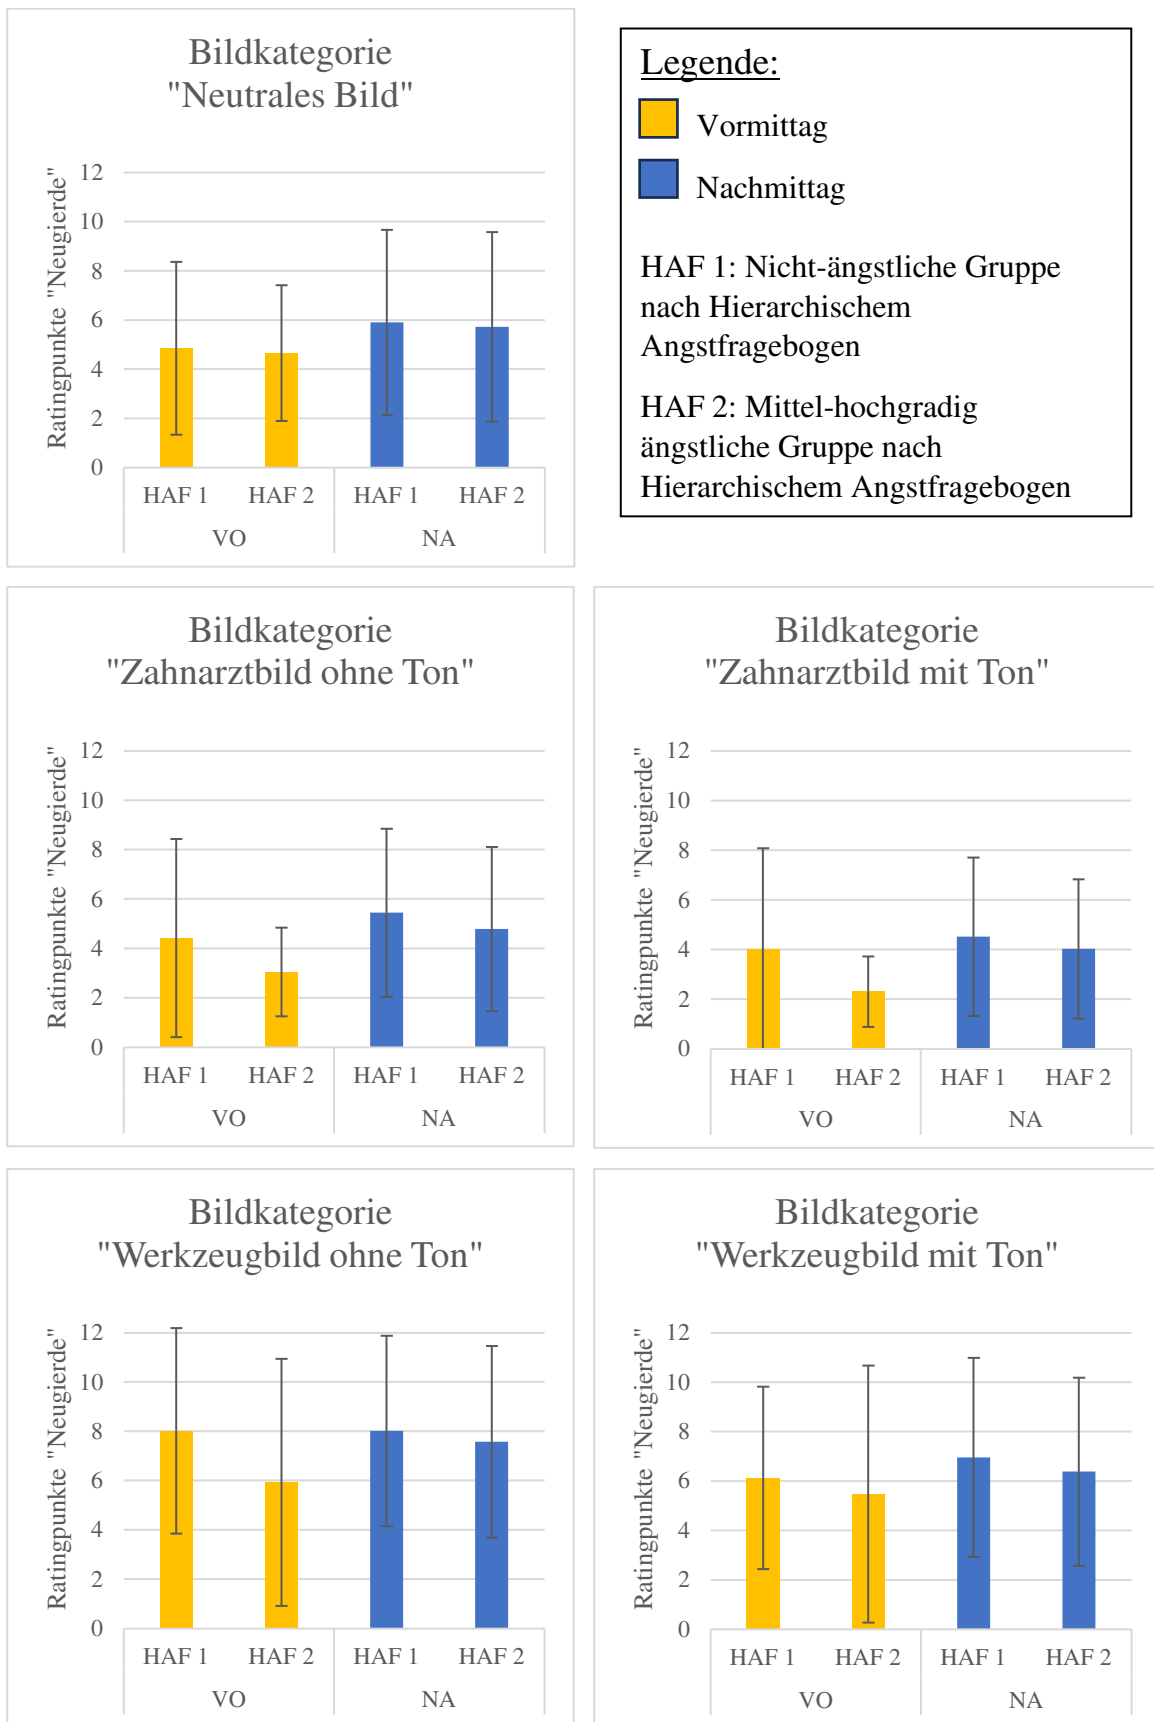 Bildkategorie
"Neutrales Bild"
Ratingpunkte "Neugierde"
12
10
8
6
4
2
0
HAF 1 HAF 2 HAF 1 HAF 2
VO NA
Legende:
Vormittag
Nachmittag
HAF 1: Nicht-ängstliche Gruppe
nach Hierarchischem
Angstfragebogen
HAF 2: Mittel-hochgradig
ängstliche Gruppe nach
Hierarchischem Angstfragebogen
Bildkategorie
"Zahnarztbild ohne Ton"
Ratingpunkte "Neugierde"
12
10
8
6
4
2
0
HAF 1 HAF 2 HAF 1 HAF 2
VO NA
Bildkategorie
"Zahnarztbild mit Ton"
Ratingpunkte "Neugierde"
12
10
8
6
4
2
0
HAF 1 HAF 2 HAF 1 HAF 2
VO NA
Bildkategorie
"Werkzeugbild ohne Ton"
Ratingpunkte "Neugierde"
12
10
8
6
4
2
0
HAF 1 HAF 2 HAF 1 HAF 2
VO NA
Bildkategorie
"Werkzeugbild mit Ton"
Ratingpunkte "Neugierde"
12
10
8
6
4
2
0
HAF 1 HAF 2 HAF 1 HAF 2
VO NA